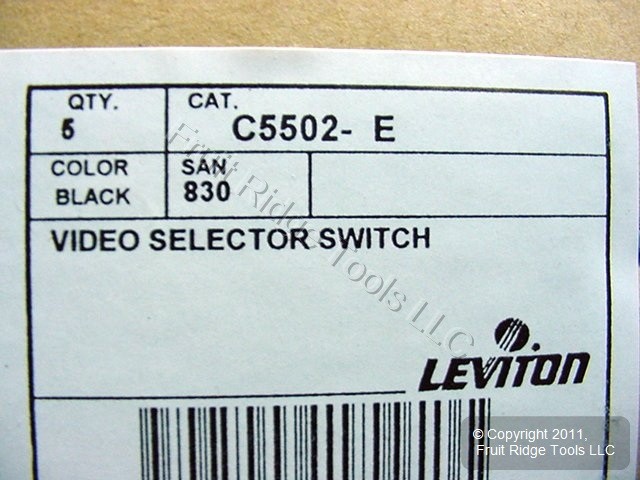 QTY.
5
CAT.
C5502- E
COLOR
BLACK
SAN
830
VIDEO SELECTOR SWITCH
Fruit Ridge Tools LLC
LEVITON
© Copyright 2011,
Fruit Ridge Tools LLC